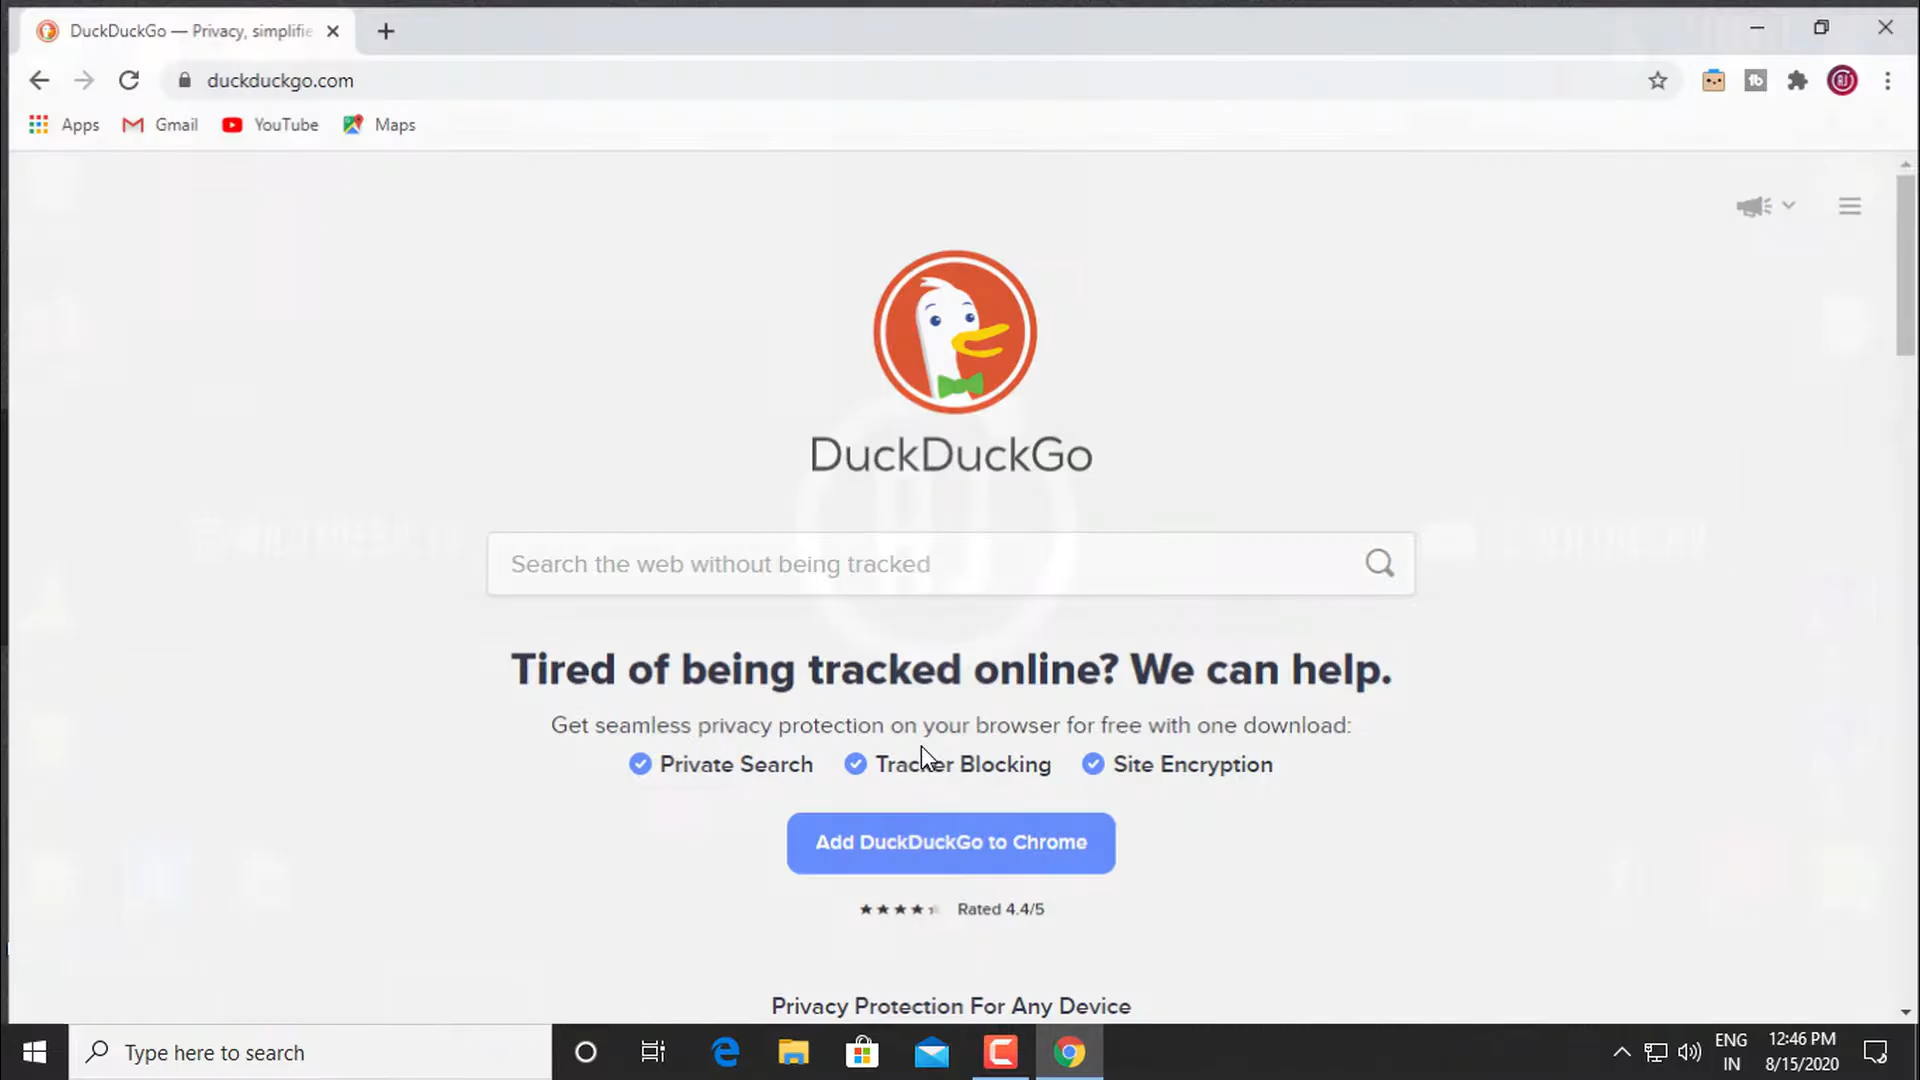 DuckDuckGo — Privacy, simplifie
duckduckgo.com
Apps Gmail YouTube Maps
DuckDuckGo
Search the web without being tracked
Tired of being tracked online? We can help.
Get seamless privacy protection on your browser for free with one download:
Private Search Tracker Blocking Site Encryption
Add DuckDuckGo to Chrome
Rated 4.4/5
Privacy Protection For Any Device
Type here to search
ENG
IN
12:46 PM
8/15/2020